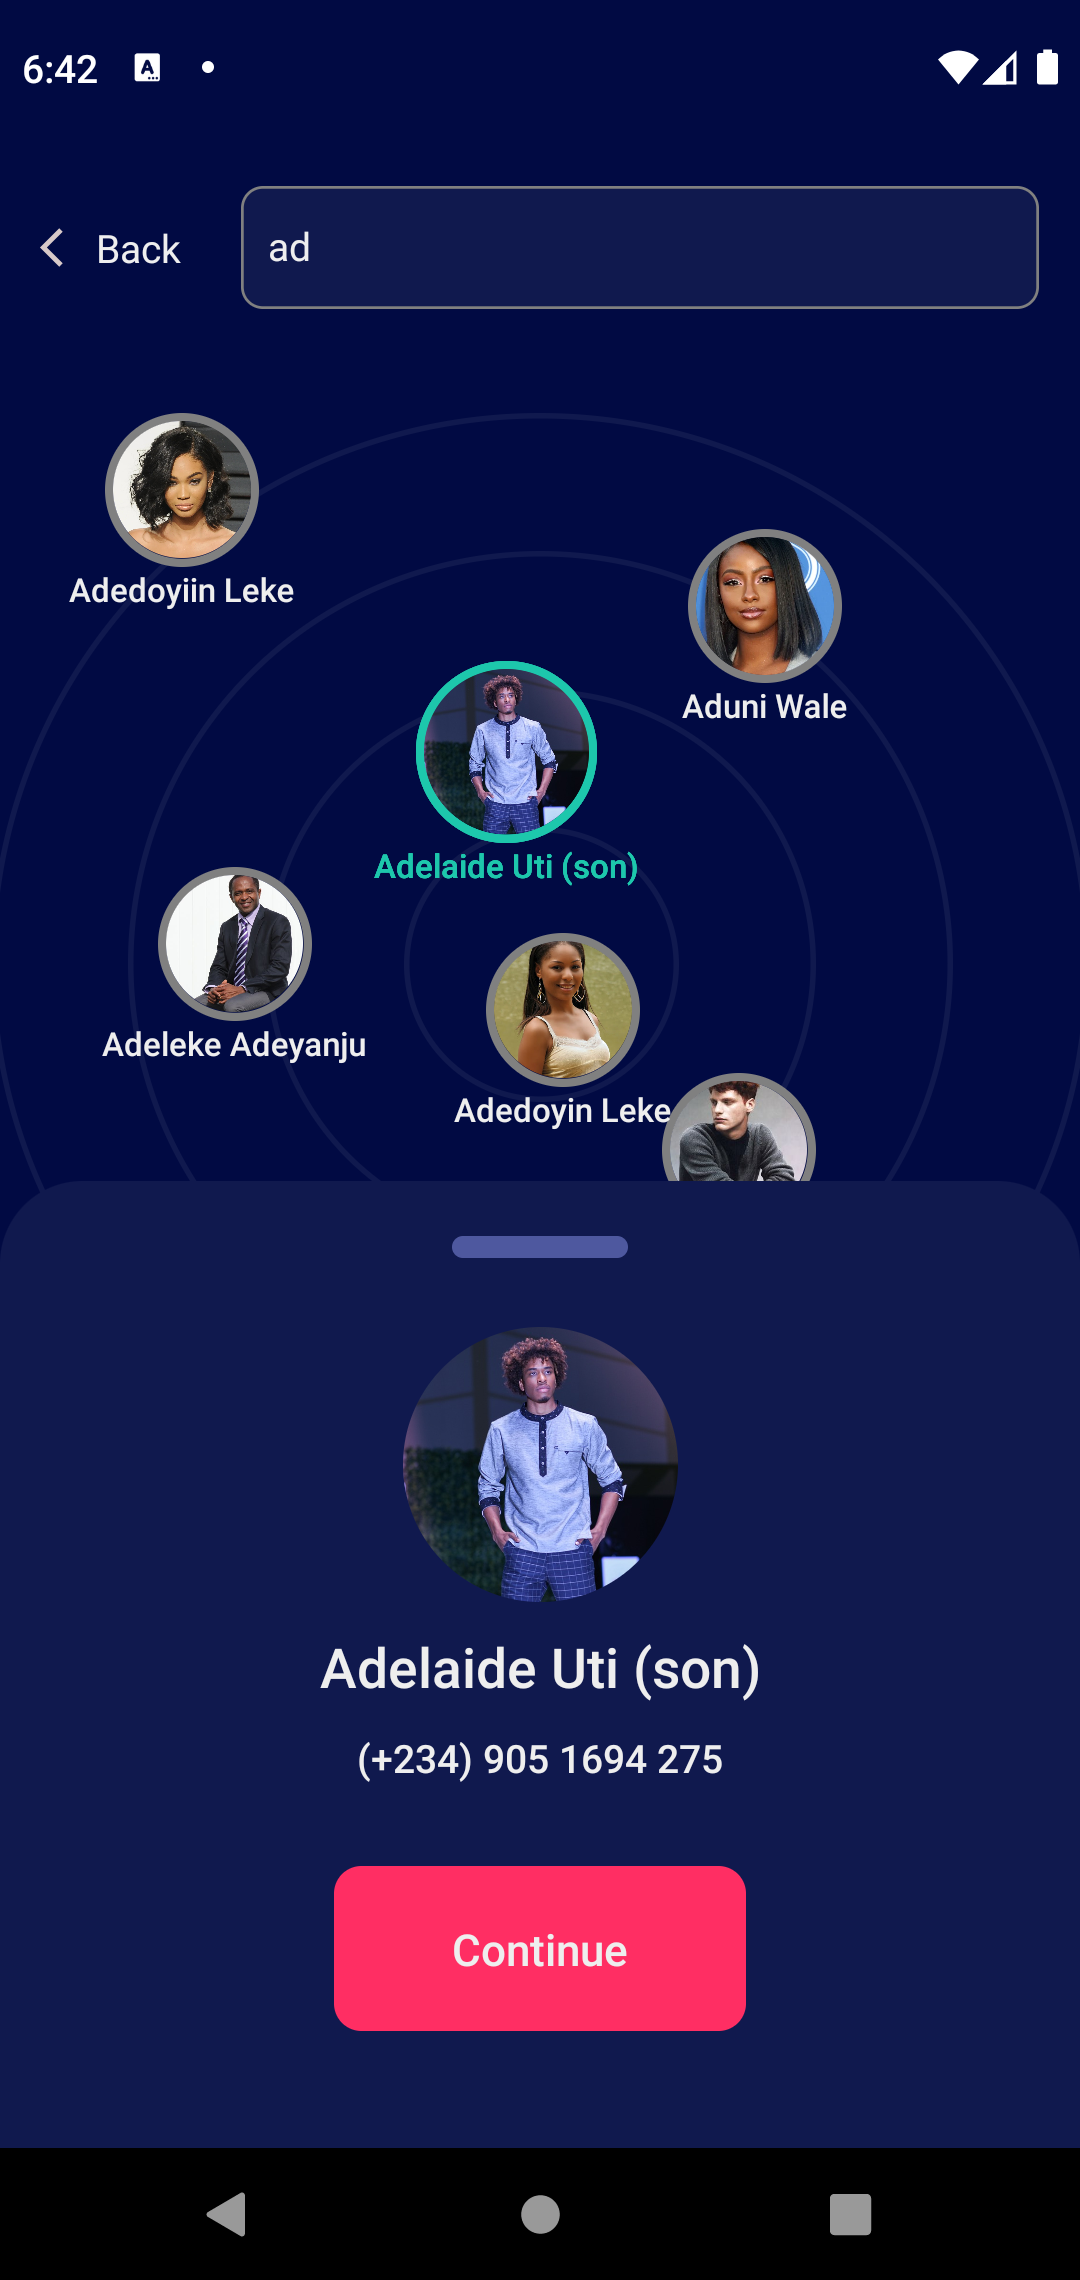 6:42
Back
ad
Adedoyiin Leke
Aduni Wale
Adelaide Uti (son)
Adeleke Adeyanju
Adedoyin Leke
Adelaide Uti (son)
(+234) 905 1694 275
Continue